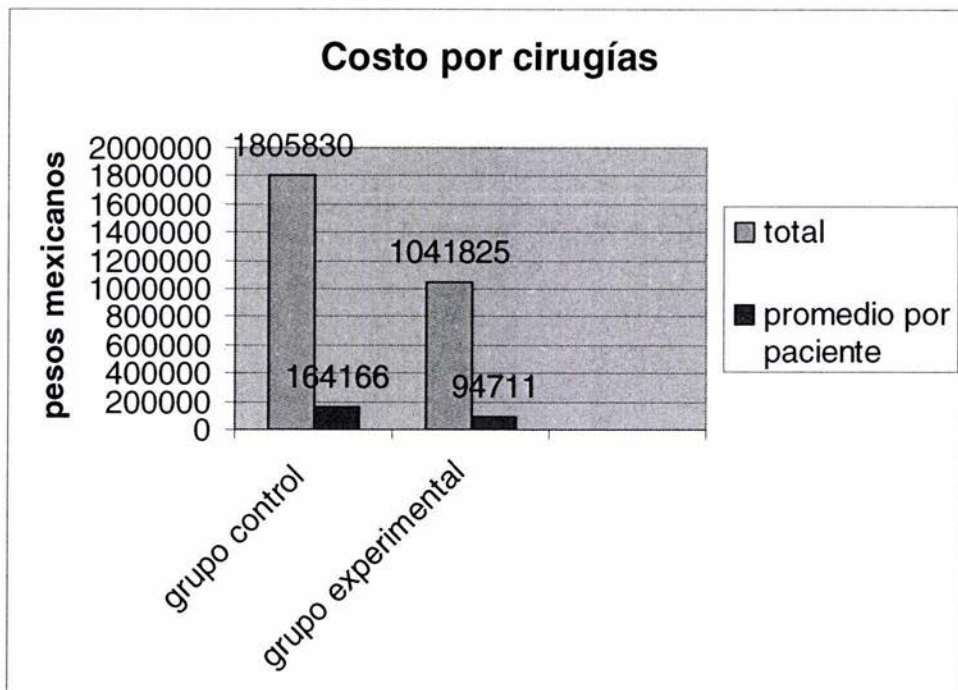 Costo por cirugías
pesos mexicanos
2000000
1800000
1600000
1400000
1200000
1000000
800000
600000
400000
200000
0
1805830
164166
1041825
94711
grupo control
grupo experimental
total
promedio por
paciente